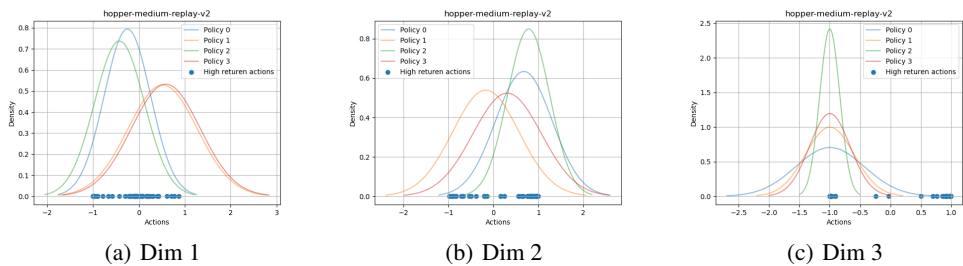 hopper-medium-replay-v2
Policy 0
Policy 1
Policy 2
Policy 3
High returen actions
Density
0.8
0.7
0.6
0.5
0.4
0.3
0.2
0.1
0.0
−2 −1 0 1 2 3
Actions
(a) Dim 1
hopper-medium-replay-v2
Policy 0
Policy 1
Policy 2
Policy 3
High returen actions
Density
0.8
0.6
0.4
0.2
0.0
−2 −1 0 1 2
Actions
(b) Dim 2
hopper-medium-replay-v2
Policy 0
Policy 1
Policy 2
Policy 3
High returen actions
Density
2.5
2.0
1.5
1.0
0.5
0.0
−2.5 −2.0 −1.5 −1.0 −0.5 0.0 0.5 1.0
Actions
(c) Dim 3